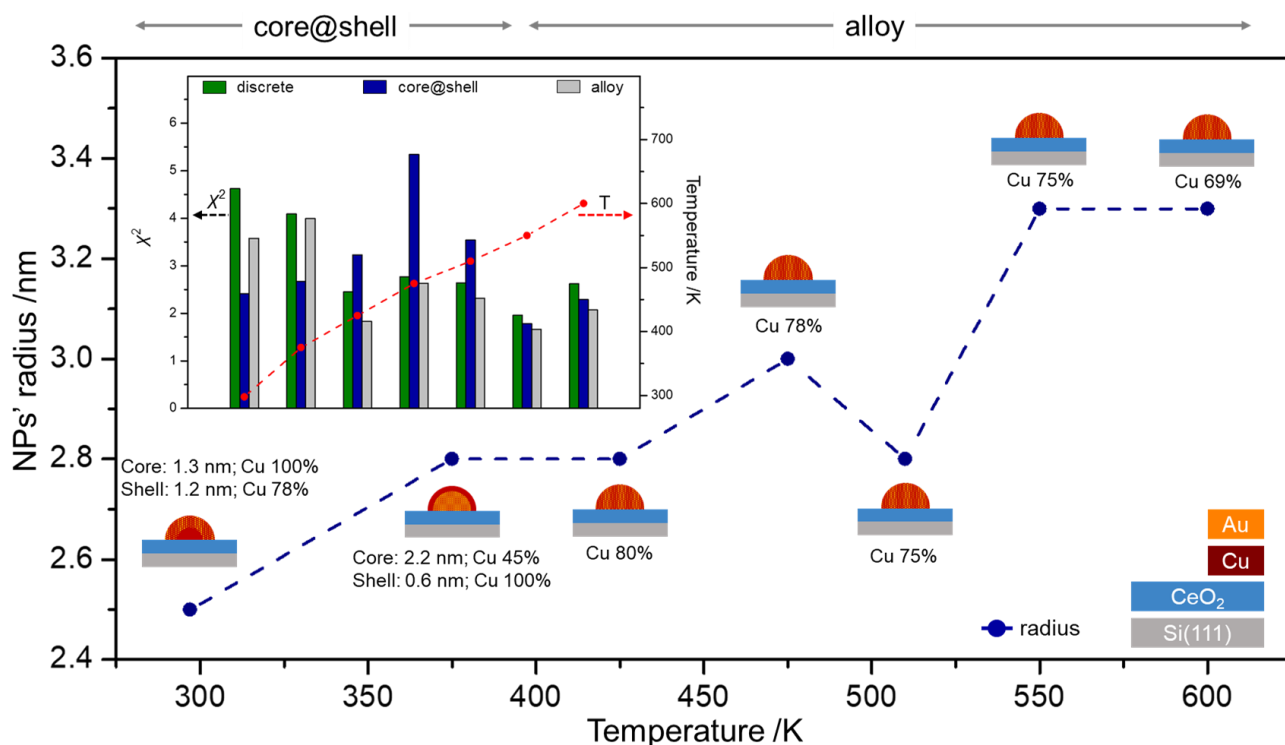 core@shell
alloy
3.6
3.4
3.2
3.0
2.8
2.6
2.4
NPs' radius /nm
300
350
400
450
500
550
600
Temperature /K
discrete
core@shell
alloy
6
5
4
3
2
1
0
χ²
χ²
T
700
600
500
400
300
Temperature /K
Core: 1.3 nm; Cu 100%
Shell: 1.2 nm; Cu 78%
Core: 2.2 nm; Cu 45%
Shell: 0.6 nm; Cu 100%
Cu 80%
Cu 78%
Cu 75%
Cu 75%
Cu 69%
radius
Au
Cu
CeO₂
Si(111)